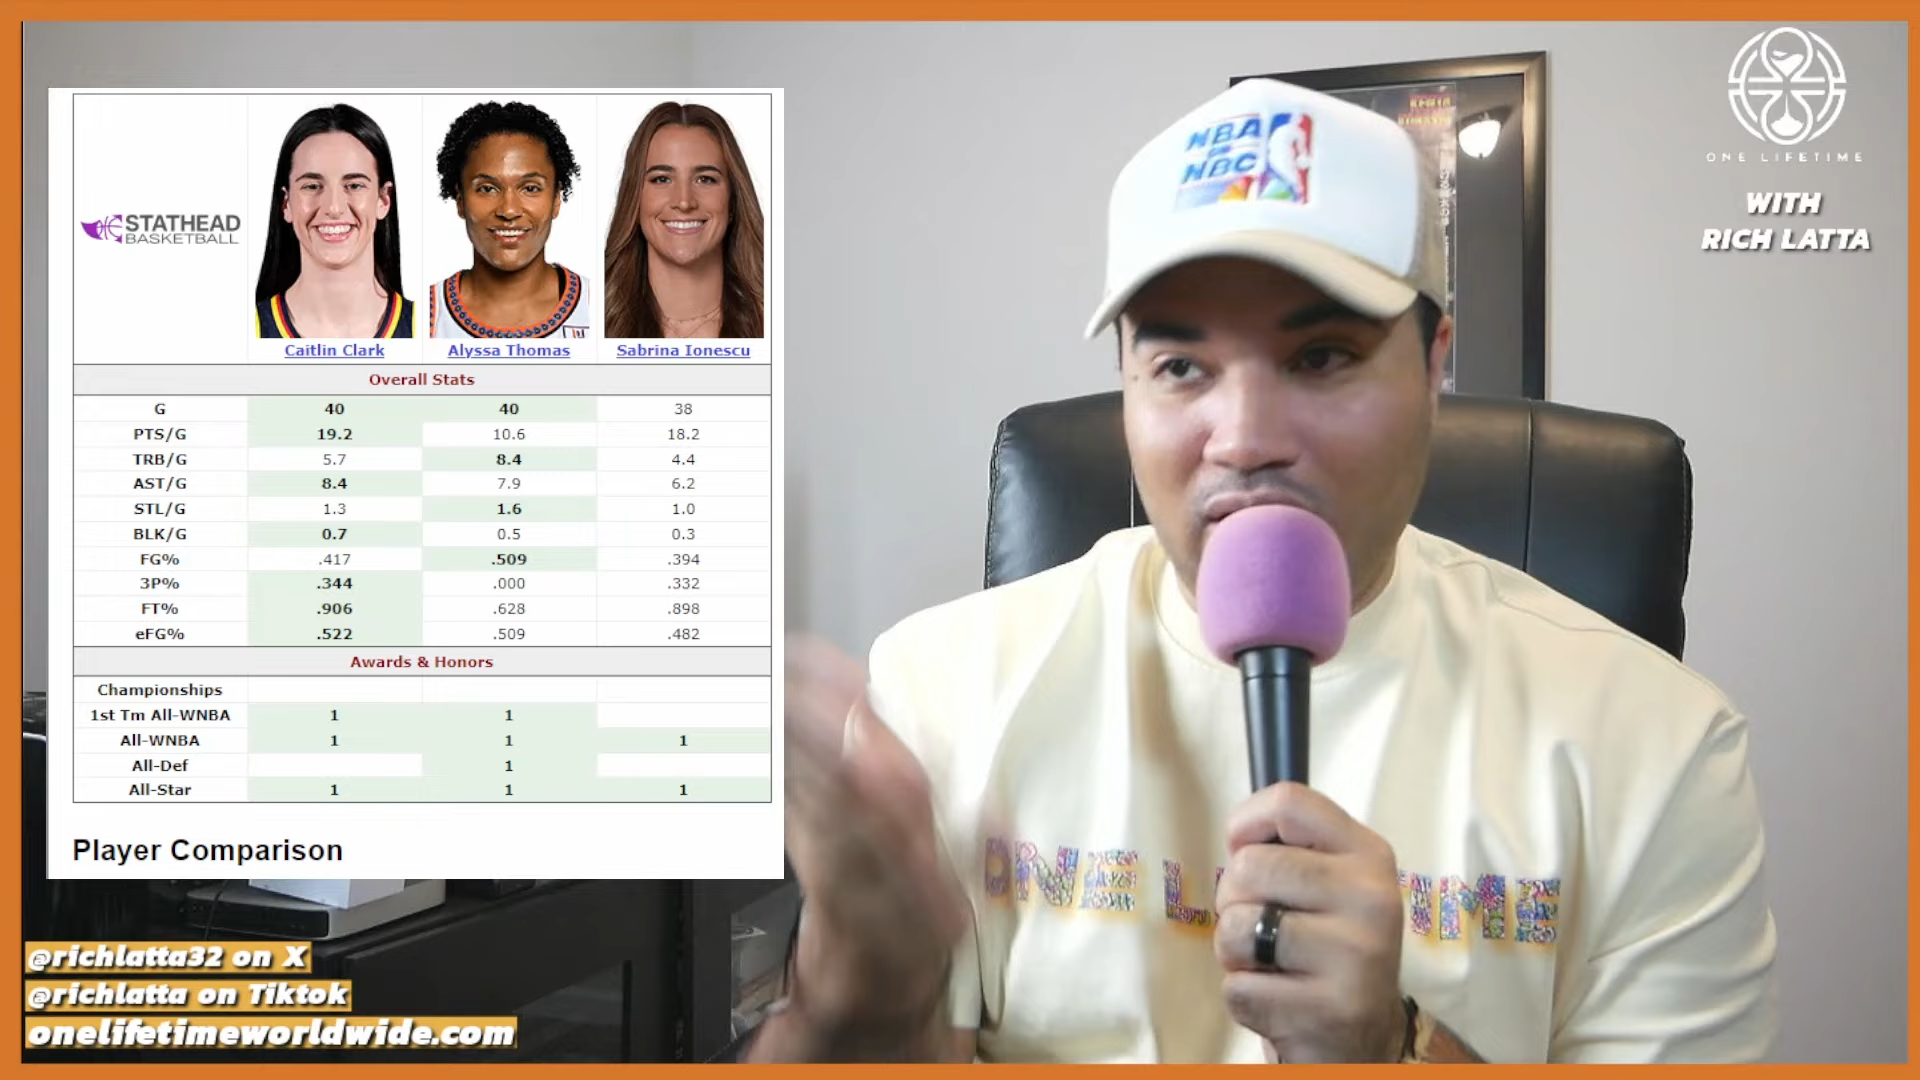 STATHEAD
BASKETBALL
Caitlin Clark Alyssa Thomas Sabrina Ionescu
Overall Stats
G 40 40 38
PTS/G 19.2 10.6 18.2
TRB/G 5.7 8.4 4.4
AST/G 8.4 7.9 6.2
STL/G 1.3 1.6 1.0
BLK/G 0.7 0.5 0.3
FG% .417 .509 .394
3P% .344 .000 .332
FT% .906 .628 .898
eFG% .522 .509 .482
Awards & Honors
Championships
1st Tm All-WNBA 1 1
All-WNBA 1 1 1
All-Def 1
All-Star 1 1 1
Player Comparison
NBA
ON
NBC
ONE LIFETIME
WITH
RICH LATTA
@richlatta32 on X
@richlatta on Tiktok
onelifetimeworldwide.com